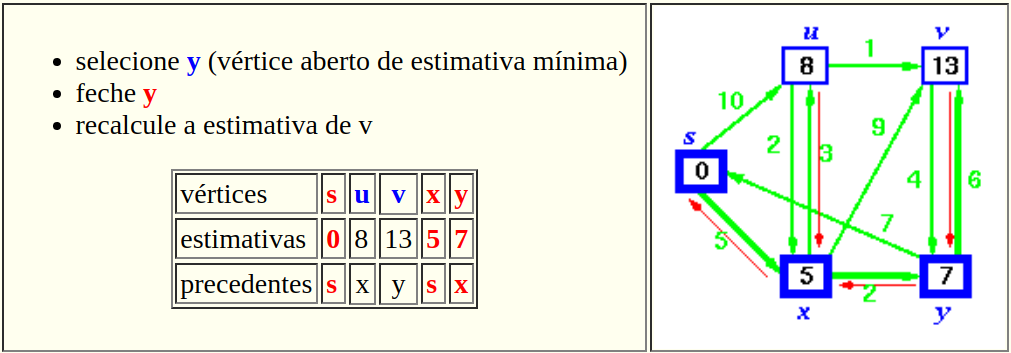 selecione y (vértice aberto de estimativa mínima)
feche y
recalcule a estimativa de v
vértices s u v x y
estimativas 0 8 13 5 7
precedentes s x y s x
u v
1
8 13
10
9
s 2 3
0 4 6
7
5
5 7
2
x y